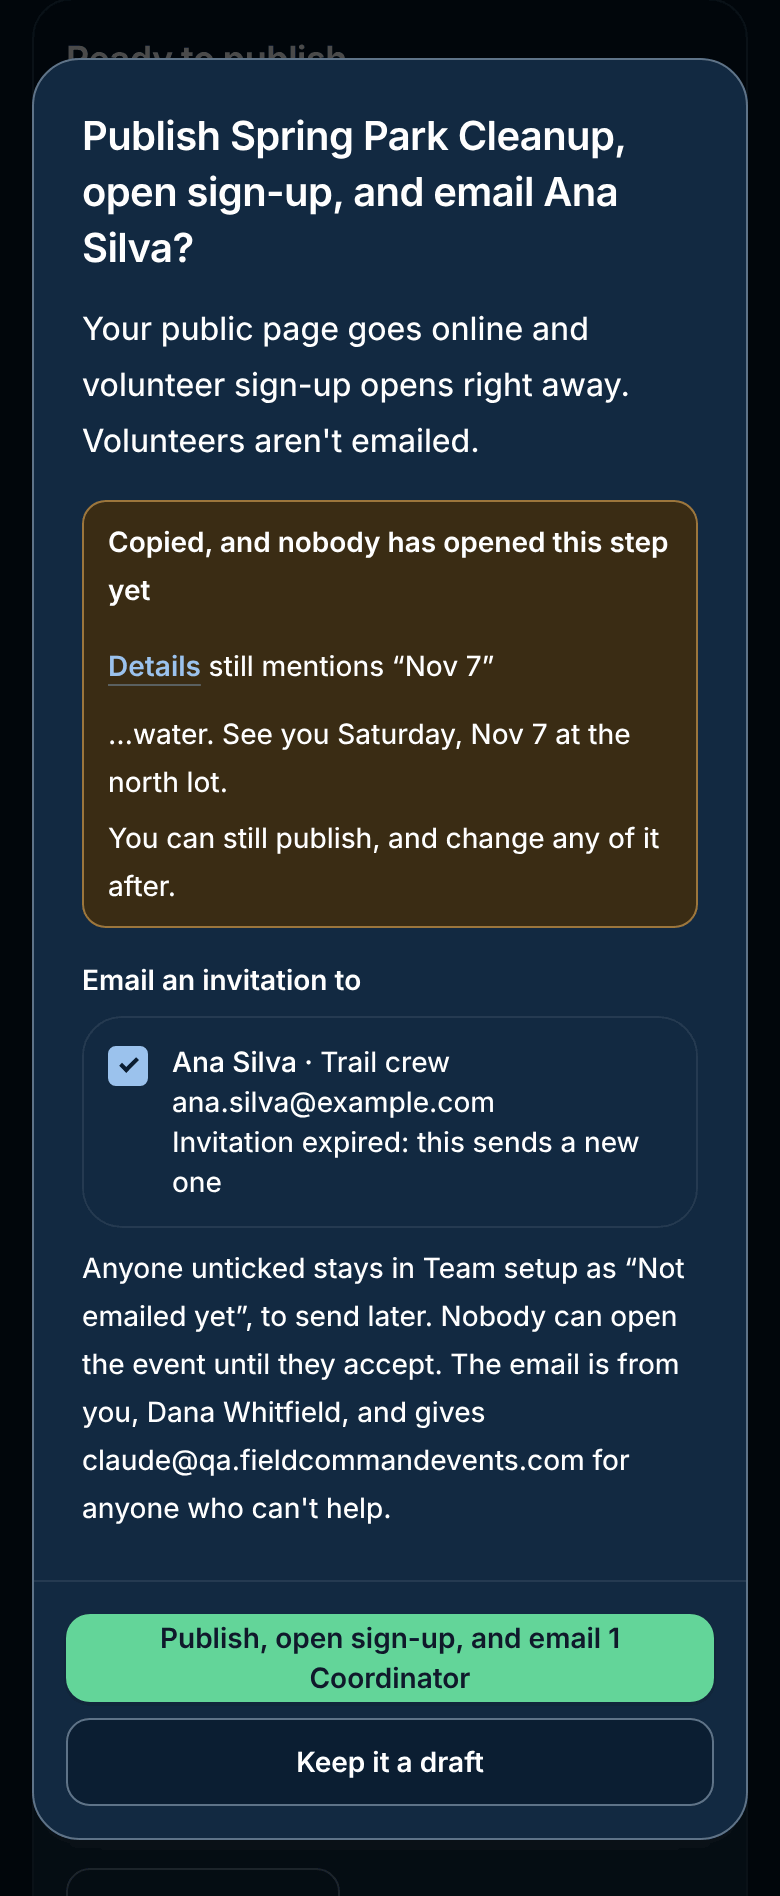 Ready to publish
Publish Spring Park Cleanup,
open sign-up, and email Ana
Silva?
Your public page goes online and
volunteer sign-up opens right away.
Volunteers aren't emailed.
Copied, and nobody has opened this step
yet
Details still mentions “Nov 7”
…water. See you Saturday, Nov 7 at the
north lot.
You can still publish, and change any of it
after.
Email an invitation to
Ana Silva · Trail crew
ana.silva@example.com
Invitation expired: this sends a new
one
Anyone unticked stays in Team setup as “Not
emailed yet”, to send later. Nobody can open
the event until they accept. The email is from
you, Dana Whitfield, and gives
claude@qa.fieldcommandevents.com for
anyone who can't help.
Publish, open sign-up, and email 1
Coordinator
Keep it a draft